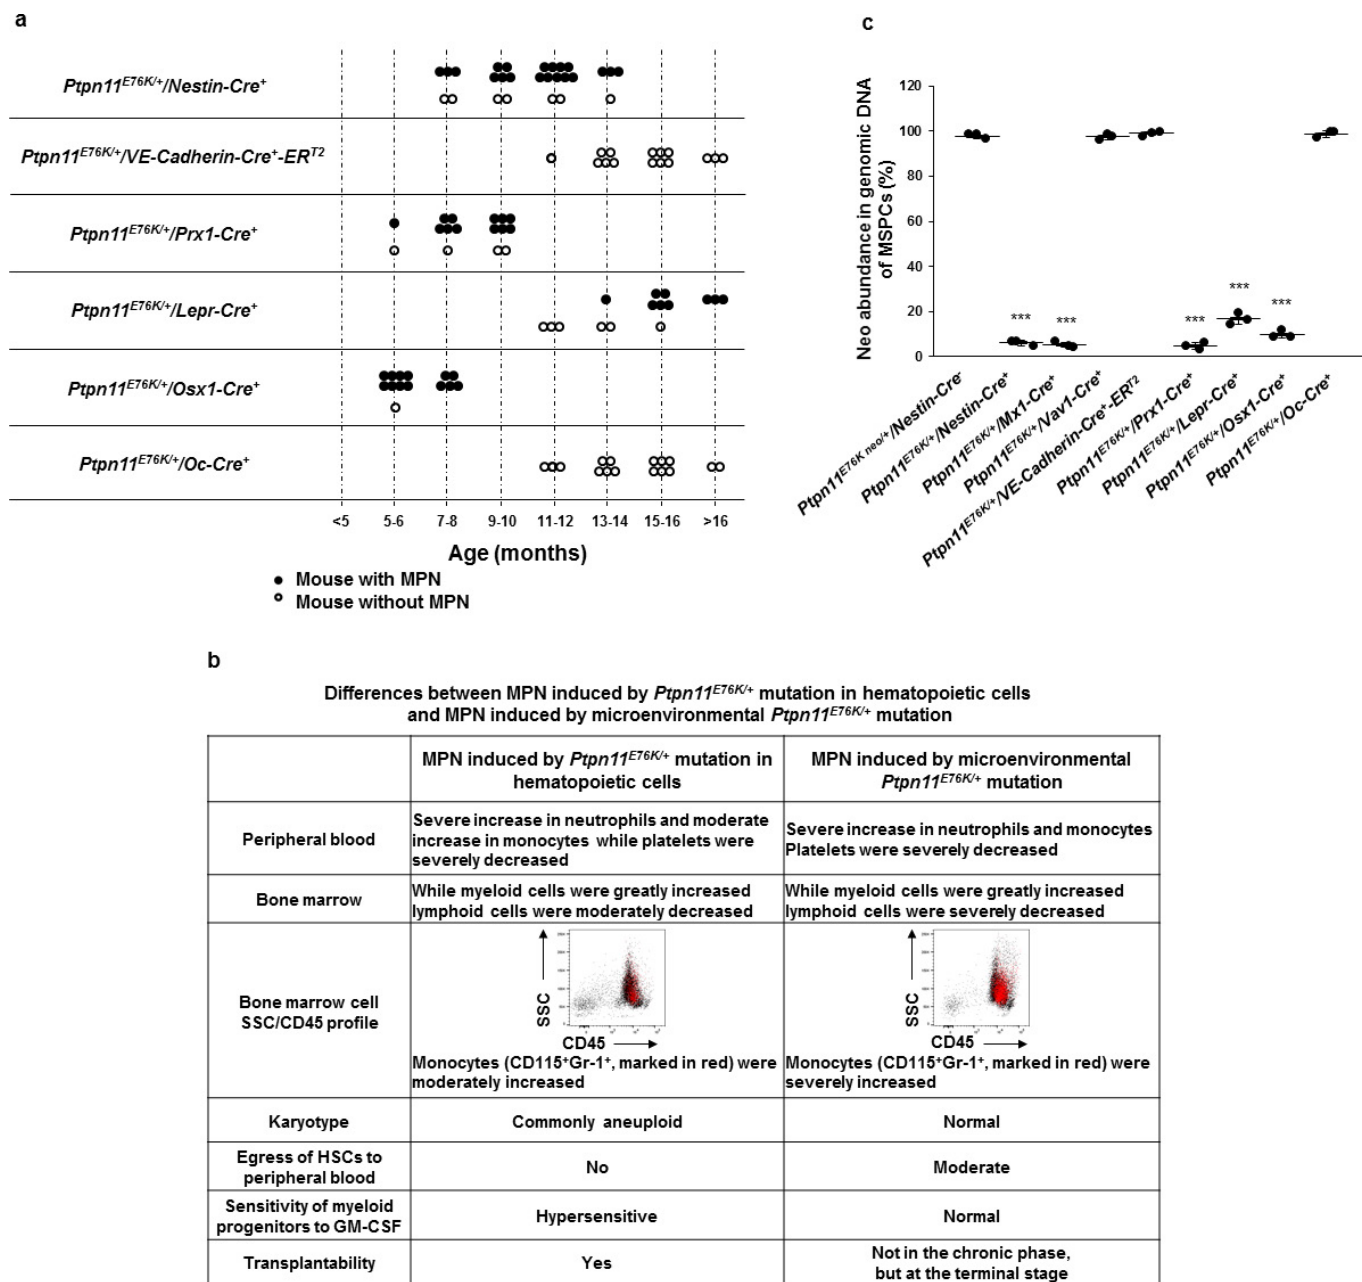 a
Ptpn11E76K/+/Nestin-Cre+
Ptpn11E76K/+/VE-Cadherin-Cre+-ERT2
Ptpn11E76K/+/Prx1-Cre+
Ptpn11E76K/+/Lepr-Cre+
Ptpn11E76K/+/Osx1-Cre+
Ptpn11E76K/+/Oc-Cre+
<5 5-6 7-8 9-10 11-12 13-14 15-16 >16
Age (months)
Mouse with MPN
Mouse without MPN
c
Neo abundance in genomic DNA
of MSPCs (%)
120
100
80
60
40
20
0
***
***
***
***
***
Ptpn11E76K neo/+/Nestin-Cre-
Ptpn11E76K/+/Nestin-Cre+
Ptpn11E76K/+/Mx1-Cre+
Ptpn11E76K/+/Vav1-Cre+
Ptpn11E76K/+/VE-Cadherin-Cre+-ERT2
Ptpn11E76K/+/Prx1-Cre+
Ptpn11E76K/+/Lepr-Cre+
Ptpn11E76K/+/Osx1-Cre+
Ptpn11E76K/+/Oc-Cre+
b
Differences between MPN induced by Ptpn11E76K/+ mutation in hematopoietic cells
and MPN induced by microenvironmental Ptpn11E76K/+ mutation
MPN induced by Ptpn11E76K/+ mutation in
hematopoietic cells
MPN induced by microenvironmental
Ptpn11E76K/+ mutation
Peripheral blood
Severe increase in neutrophils and moderate
increase in monocytes while platelets were
severely decreased
Severe increase in neutrophils and monocytes
Platelets were severely decreased
Bone marrow
While myeloid cells were greatly increased
lymphoid cells were moderately decreased
While myeloid cells were greatly increased
lymphoid cells were severely decreased
Bone marrow cell
SSC/CD45 profile
SSC
CD45
Monocytes (CD115+Gr-1+, marked in red) were
moderately increased
SSC
CD45
Monocytes (CD115+Gr-1+, marked in red) were
severely increased
Karyotype
Commonly aneuploid
Normal
Egress of HSCs to
peripheral blood
No
Moderate
Sensitivity of myeloid
progenitors to GM-CSF
Hypersensitive
Normal
Transplantability
Yes
Not in the chronic phase,
but at the terminal stage